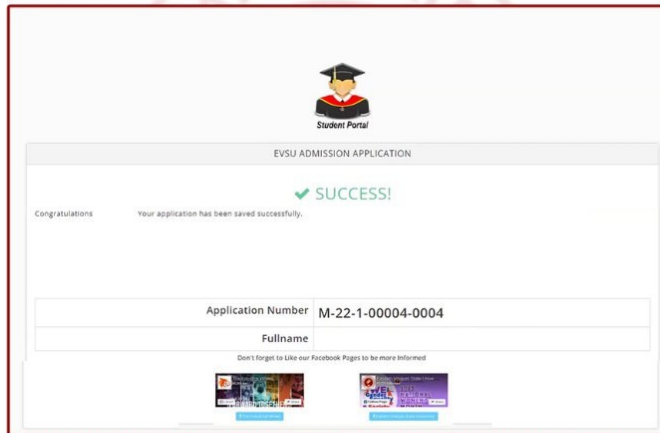 Student Portal
EVSU ADMISSION APPLICATION
SUCCESS!
Congratulations Your application has been saved successfully.
Application Number M-22-1-00004-0004
Fullname
Don't forget to Like our Facebook Pages to be more Informed